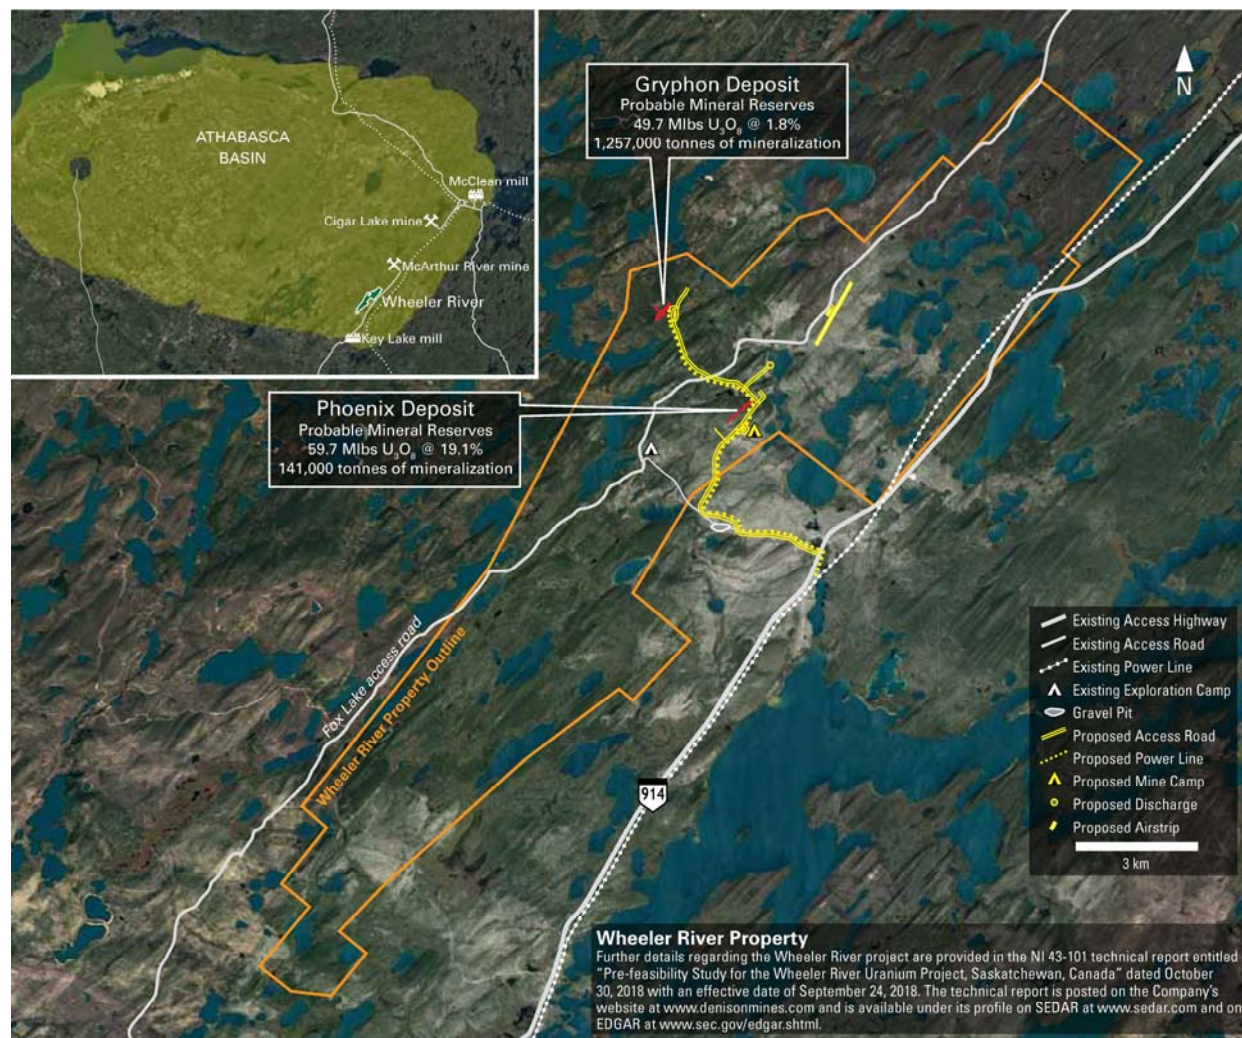 ATHABASCA
BASIN
McClean mill
Cigar Lake mine
McArthur River mine
Wheeler River
Key Lake mill
Gryphon Deposit
Probable Mineral Reserves
49.7 Mlbs U₃O₈ @ 1.8%
1,257,000 tonnes of mineralization
N
Phoenix Deposit
Probable Mineral Reserves
59.7 Mlbs U₃O₈ @ 19.1%
141,000 tonnes of mineralization
Fox Lake access road
Wheeler River Property Outline
914
Existing Access Highway
Existing Access Road
Existing Power Line
Existing Exploration Camp
Gravel Pit
Proposed Access Road
Proposed Power Line
Proposed Mine Camp
Proposed Discharge
Proposed Airstrip
3 km
Wheeler River Property
Further details regarding the Wheeler River project are provided in the NI 43-101 technical report entitled
"Pre-feasibility Study for the Wheeler River Uranium Project, Saskatchewan, Canada" dated October
30, 2018 with an effective date of September 24, 2018. The technical report is posted on the Company's
website at www.denisonmines.com and is available under its profile on SEDAR at www.sedar.com and on
EDGAR at www.sec.gov/edgar.shtml.